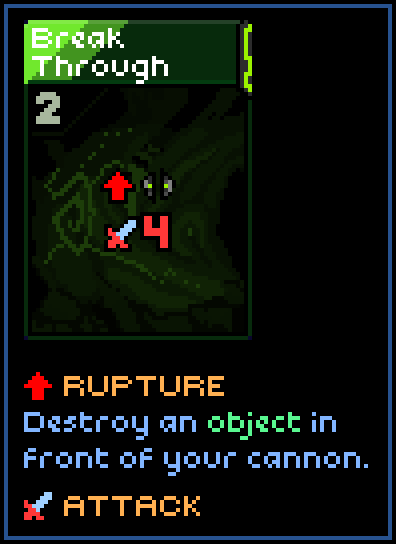 Break
Through
2
4
RUPTURE
Destroy an object in
front of your cannon.
ATTACK